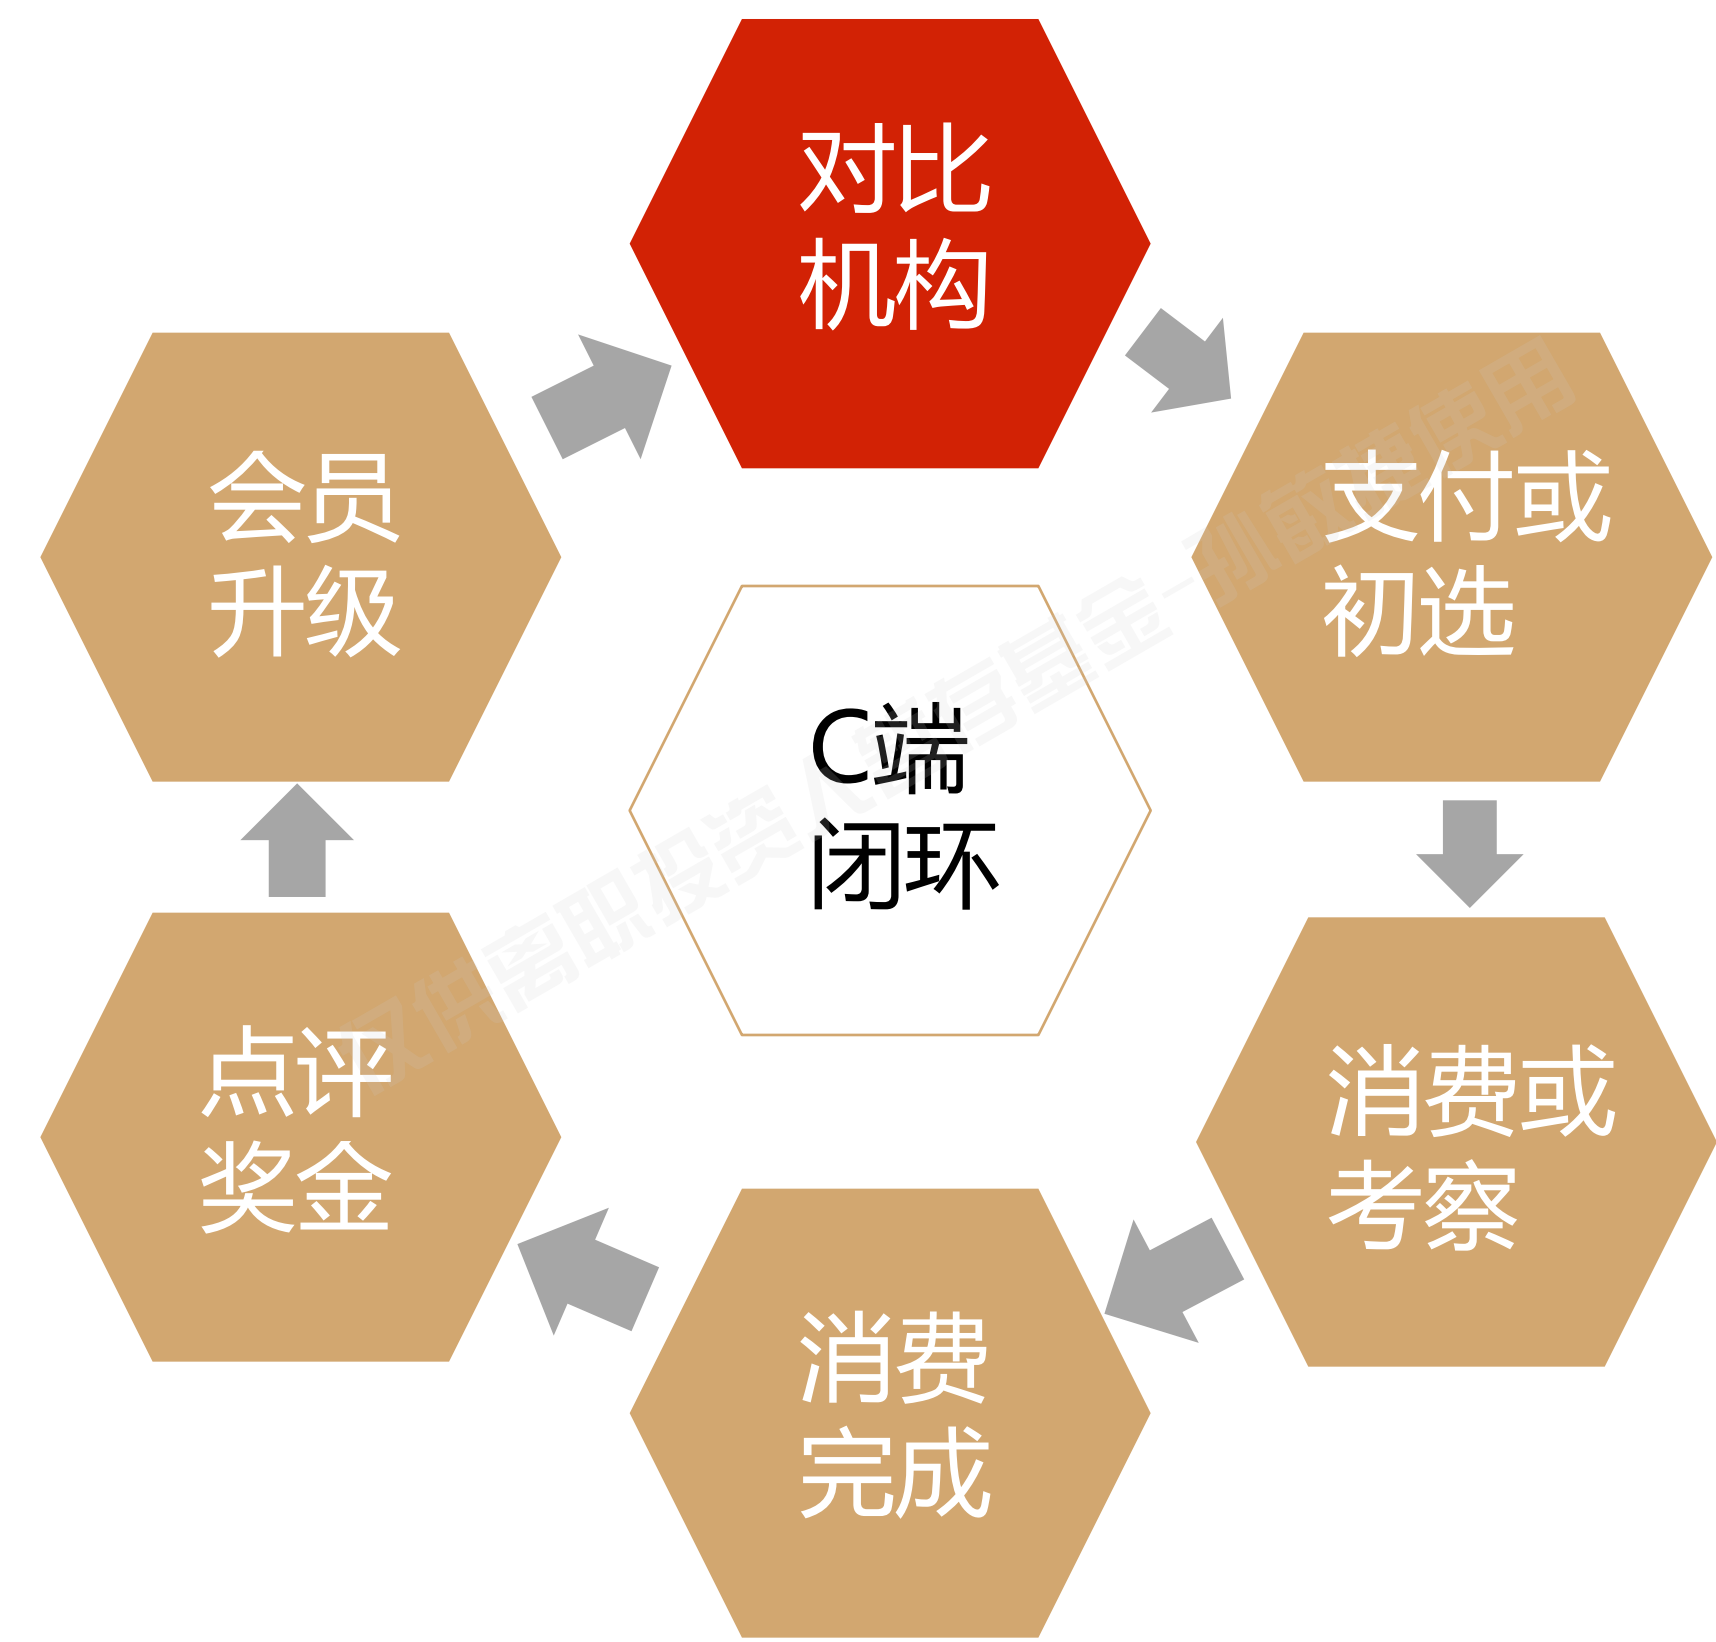 对比
机构
支付或
初选
消费或
考察
消费
完成
点评
奖金
会员
升级
C端
闭环